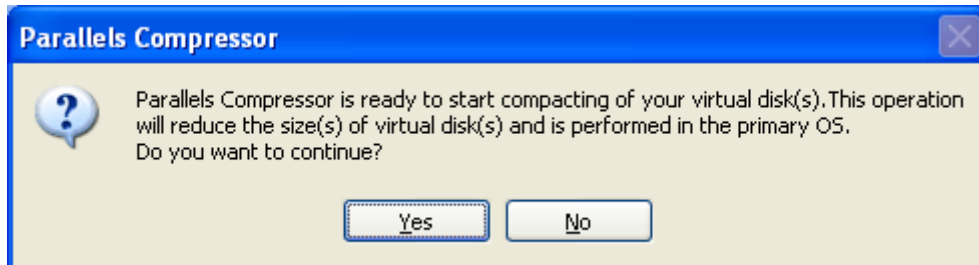 Parallels Compressor
Parallels Compressor is ready to start compacting of your virtual disk(s).This operation
will reduce the size(s) of virtual disk(s) and is performed in the primary OS.
Do you want to continue?
Yes No